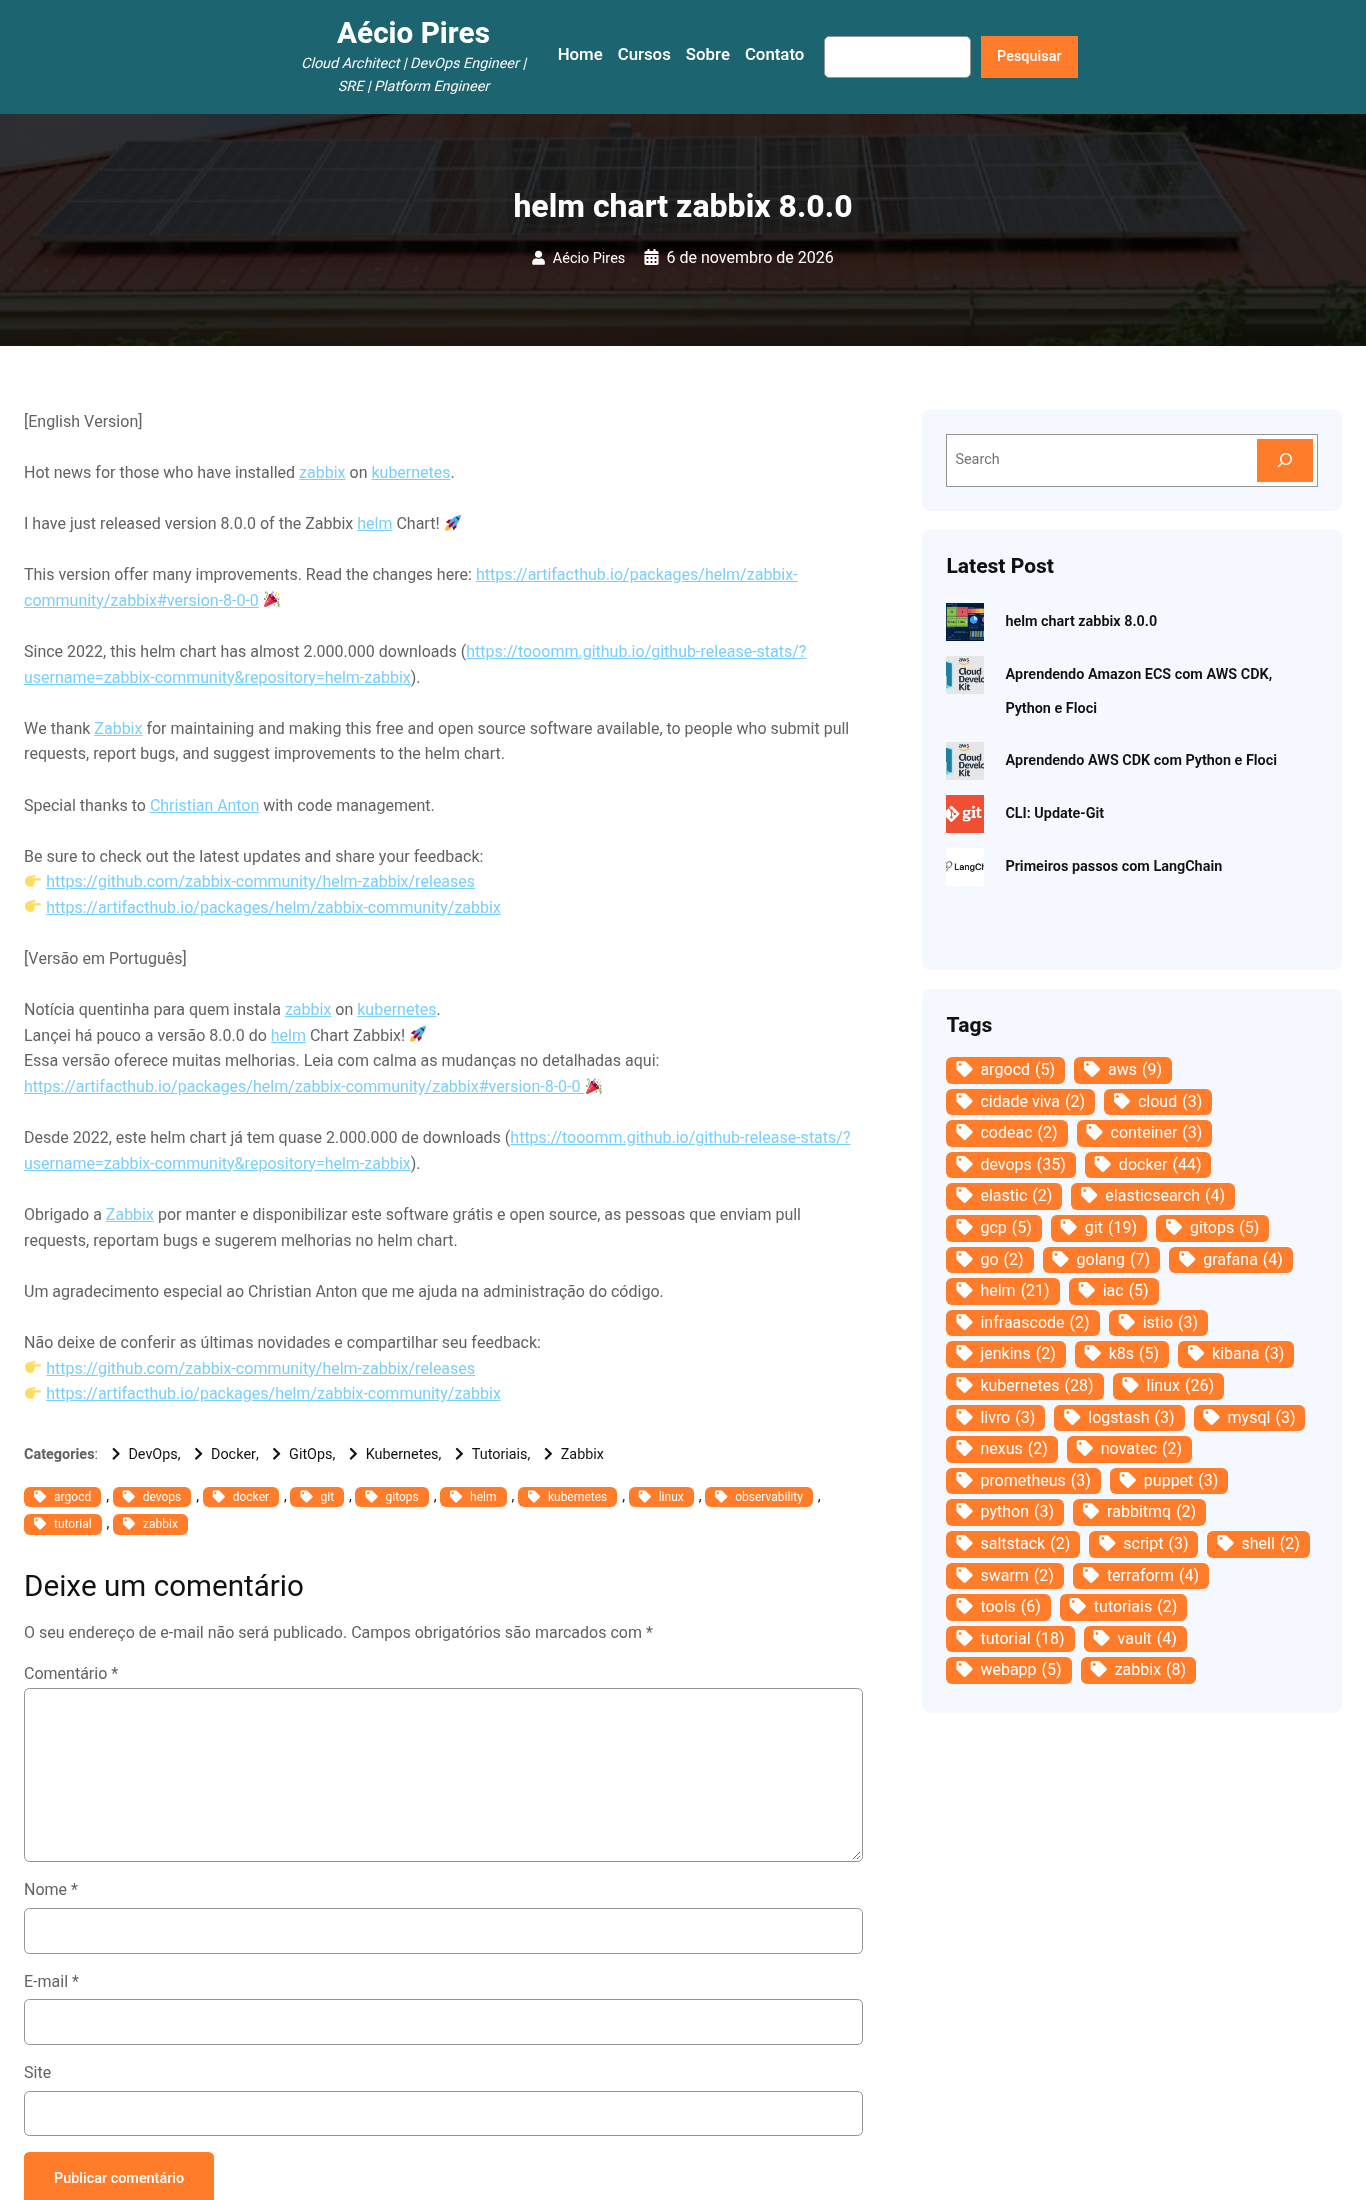 Aécio Pires
Cloud Architect | DevOps Engineer |
SRE | Platform Engineer
Home Cursos Sobre Contato
Pesquisar
helm chart zabbix 8.0.0
Aécio Pires 6 de novembro de 2026
[English Version]
Hot news for those who have installed zabbix on kubernetes.
I have just released version 8.0.0 of the Zabbix helm Chart! 🚀
This version offer many improvements. Read the changes here: https://artifacthub.io/packages/helm/zabbix-
community/zabbix#version-8-0-0 🎉
Since 2022, this helm chart has almost 2.000.000 downloads (https://tooomm.github.io/github-release-stats/?
username=zabbix-community&repository=helm-zabbix).
We thank Zabbix for maintaining and making this free and open source software available, to people who submit pull
requests, report bugs, and suggest improvements to the helm chart.
Special thanks to Christian Anton with code management.
Be sure to check out the latest updates and share your feedback:
👉 https://github.com/zabbix-community/helm-zabbix/releases
👉 https://artifacthub.io/packages/helm/zabbix-community/zabbix
[Versão em Português]
Notícia quentinha para quem instala zabbix on kubernetes.
Lançei há pouco a versão 8.0.0 do helm Chart Zabbix! 🚀
Essa versão oferece muitas melhorias. Leia com calma as mudanças no detalhadas aqui:
https://artifacthub.io/packages/helm/zabbix-community/zabbix#version-8-0-0 🎉
Desde 2022, este helm chart já tem quase 2.000.000 de downloads (https://tooomm.github.io/github-release-stats/?
username=zabbix-community&repository=helm-zabbix).
Obrigado a Zabbix por manter e disponibilizar este software grátis e open source, as pessoas que enviam pull
requests, reportam bugs e sugerem melhorias no helm chart.
Um agradecimento especial ao Christian Anton que me ajuda na administração do código.
Não deixe de conferir as últimas novidades e compartilhar seu feedback:
👉 https://github.com/zabbix-community/helm-zabbix/releases
👉 https://artifacthub.io/packages/helm/zabbix-community/zabbix
Categories: DevOps, Docker, GitOps, Kubernetes, Tutoriais, Zabbix
argocd , devops , docker , git , gitops , helm , kubernetes , linux , observability ,
tutorial , zabbix
Deixe um comentário
O seu endereço de e-mail não será publicado. Campos obrigatórios são marcados com *
Comentário *
Nome *
E-mail *
Site
Publicar comentário
Search
Latest Post
helm chart zabbix 8.0.0
aws
Cloud
Develo
Kit
Aprendendo Amazon ECS com AWS CDK,
Python e Floci
aws
Cloud
Develo
Kit
Aprendendo AWS CDK com Python e Floci
git
CLI: Update-Git
LangCh
Primeiros passos com LangChain
Tags
argocd (5) aws (9)
cidade viva (2) cloud (3)
codeac (2) conteiner (3)
devops (35) docker (44)
elastic (2) elasticsearch (4)
gcp (5) git (19) gitops (5)
go (2) golang (7) grafana (4)
helm (21) iac (5)
infraascode (2) istio (3)
jenkins (2) k8s (5) kibana (3)
kubernetes (28) linux (26)
livro (3) logstash (3) mysql (3)
nexus (2) novatec (2)
prometheus (3) puppet (3)
python (3) rabbitmq (2)
saltstack (2) script (3) shell (2)
swarm (2) terraform (4)
tools (6) tutoriais (2)
tutorial (18) vault (4)
webapp (5) zabbix (8)